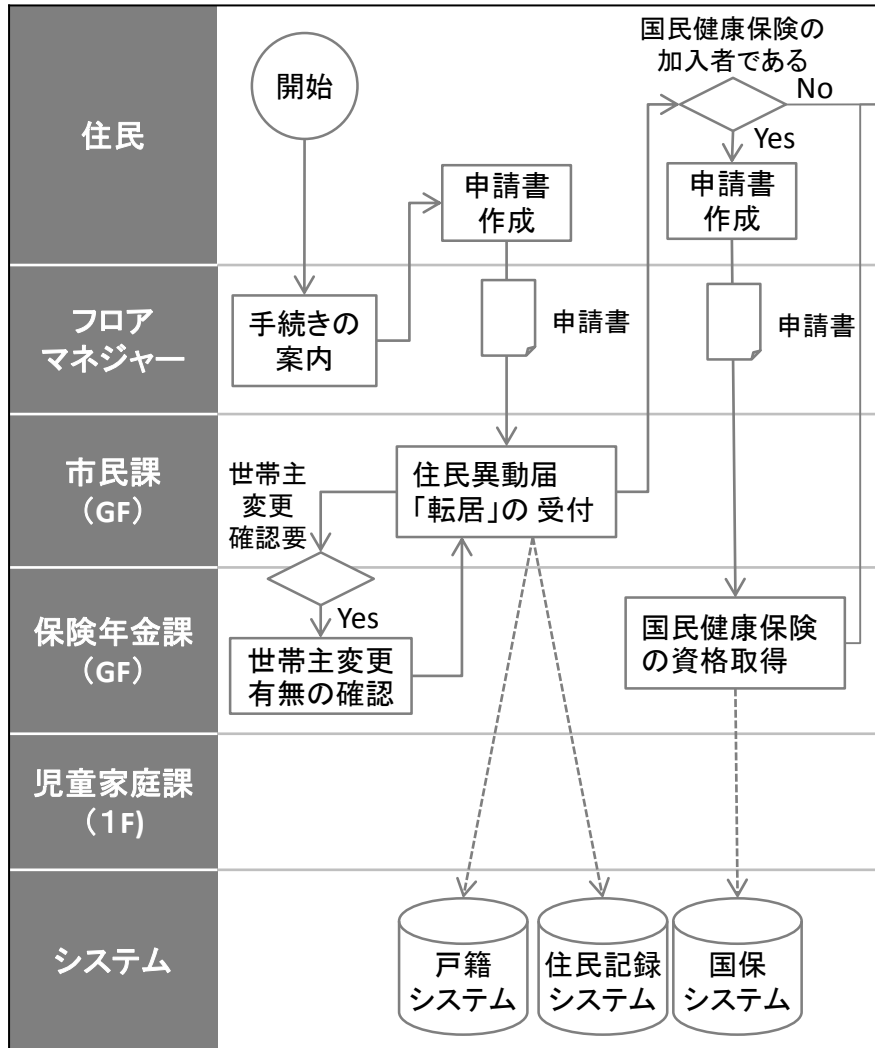 住民
開始
国民健康保険の
加入者である
No
Yes
申請書
作成
申請書
作成
フロア
マネジャー
手続きの
案内
申請書
申請書
市民課
（GF）
世帯主
変更
確認要
住民異動届
「転居」の 受付
保険年金課
（GF）
Yes
世帯主変更
有無の確認
国民健康保険
の資格取得
児童家庭課
（１F)
システム
戸籍
システム
住民記録
システム
国保
システム